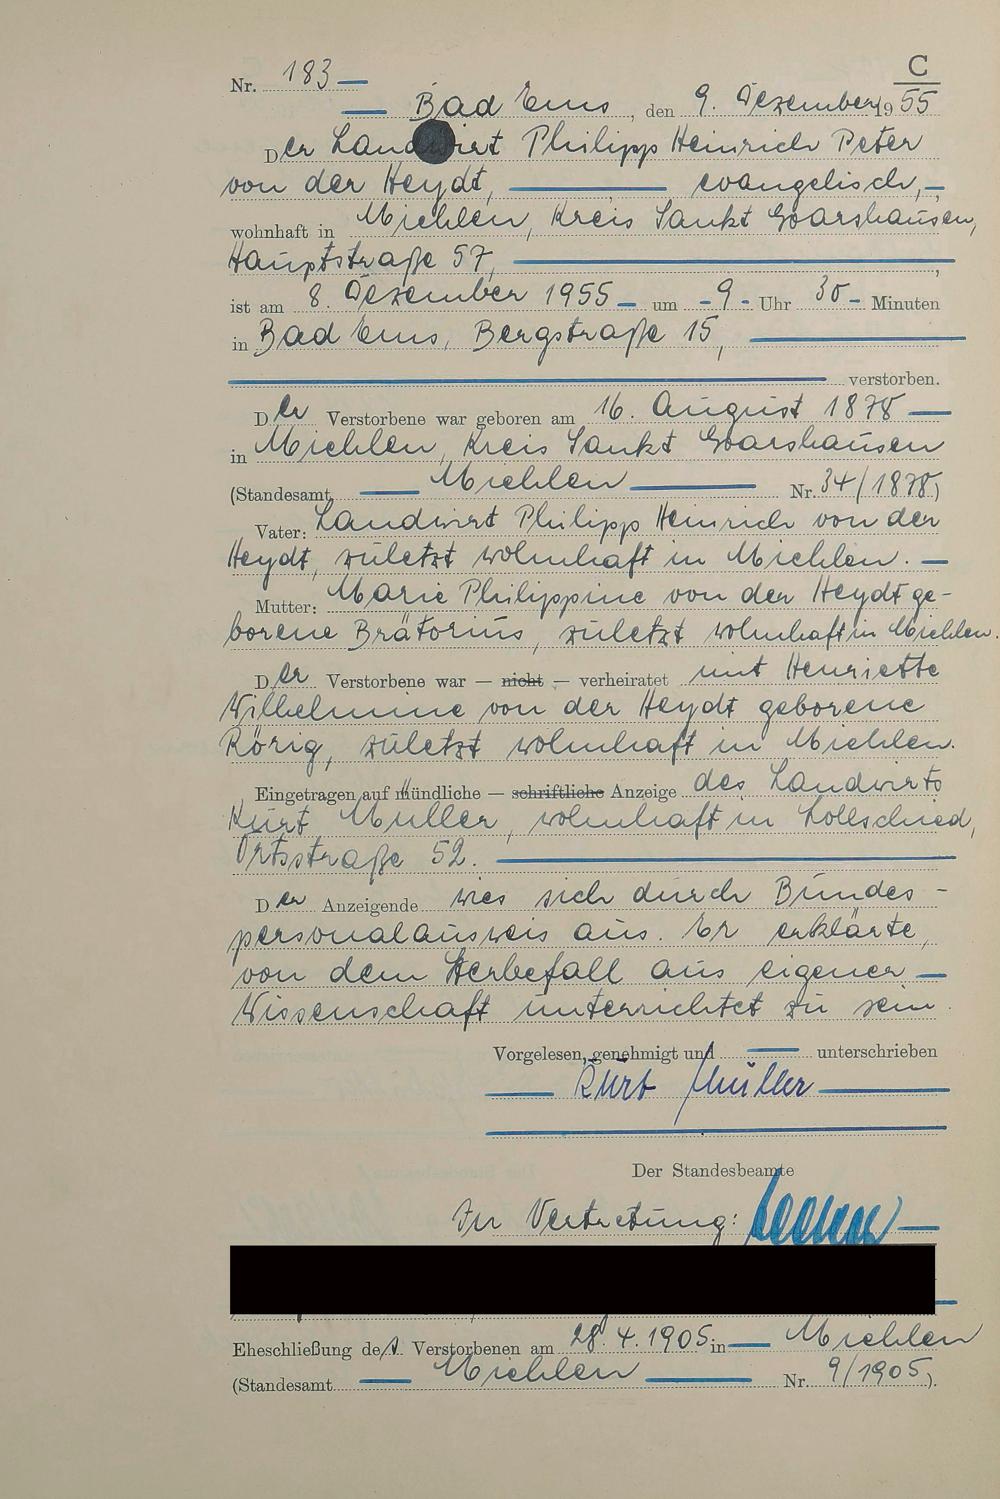 C
Nr. 183
Bad Ems, den 9. Dezember 1955
Der Landwirt Philipp Heinrich Peter
von der Heydt, evangelisch,
wohnhaft in Miehlen, Kreis Sankt Goarshausen,
Hauptstraße 57,
ist am 8. Dezember 1955 um - 9 - Uhr 30 - Minuten
in Bad Ems, Bergstraße 15,
verstorben.
Der Verstorbene war geboren am 16. August 1878
in Miehlen, Kreis Sankt Goarshausen
(Standesamt Miehlen Nr. 34/1878)
Vater: Landwirt Philipp Heinrich von der
Heydt, zuletzt wohnhaft in Miehlen.
Mutter: Marie Philippine von der Heydt ge-
borene Brätorius, zuletzt wohnhaft in Miehlen.
Der Verstorbene war — nicht — verheiratet mit Henriette
Wilhelmine von der Heydt geborene
Rörig, zuletzt wohnhaft in Miehlen.
Eingetragen auf mündliche — schriftliche Anzeige des Landwirts
Kurt Müller, wohnhaft in Lollschied,
Ortsstraße 52.
Der Anzeigende wies sich durch Bundes-
personalausweis aus. Er erklärte,
von dem Sterbefall aus eigener
Wissenschaft unterrichtet zu sein.
Vorgelesen, genehmigt und unterschrieben
Kurt Müller
Der Standesbeamte
In Vertretung:
Eheschließung des Verstorbenen am 28. 4. 1905 in Miehlen
(Standesamt Miehlen Nr. 9/1905).